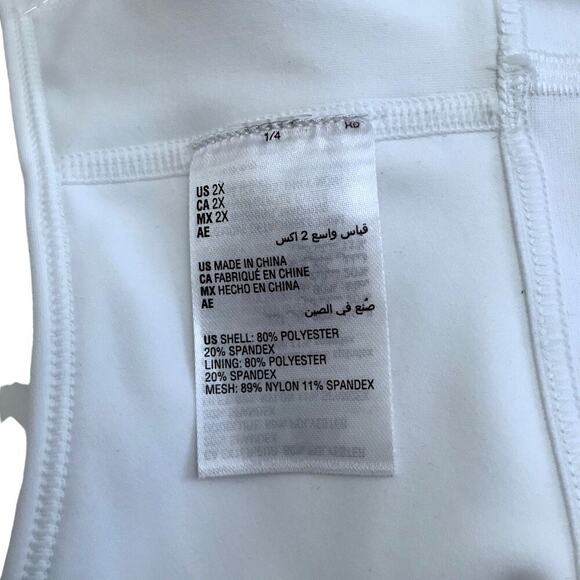 1/4 HD
US 2X
CA 2X
MX 2X
AE
قياس واسع 2 اكس
US MADE IN CHINA
CA FABRIQUÉ EN CHINE
MX HECHO EN CHINA
AE
صُنع في الصين
US SHELL: 80% POLYESTER
20% SPANDEX
LINING: 80% POLYESTER
20% SPANDEX
MESH: 89% NYLON 11% SPANDEX